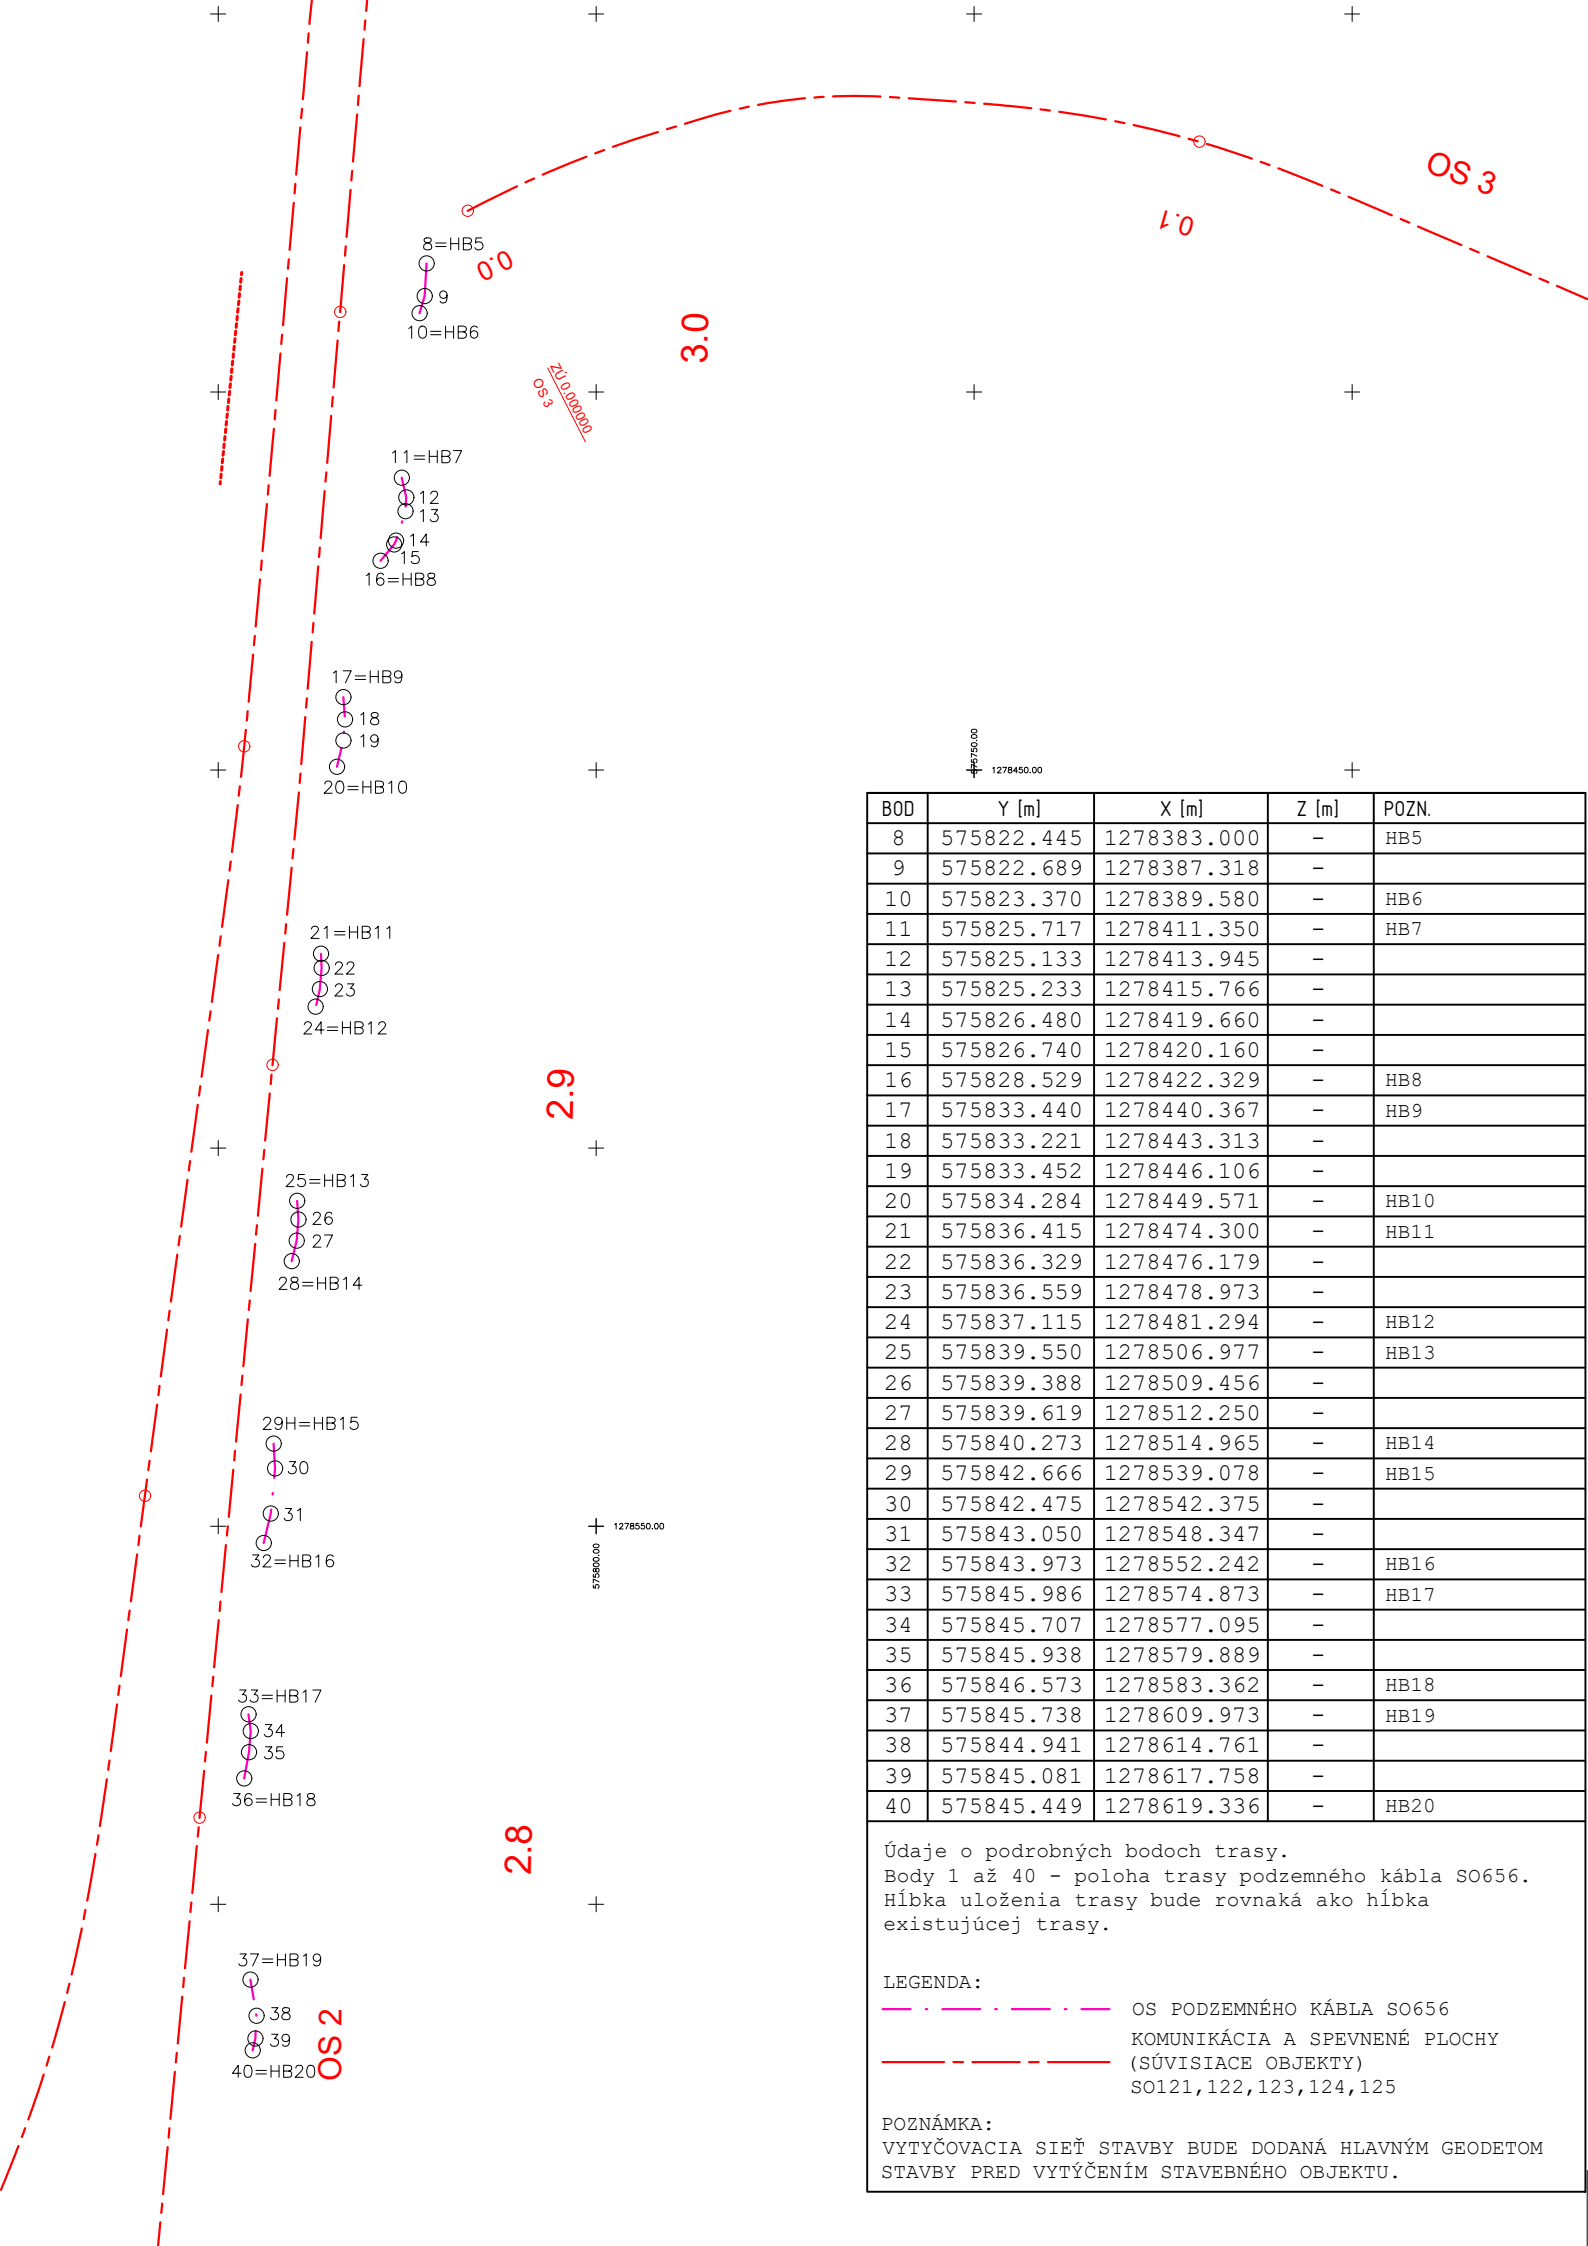 OS 3
0.1
8=HB5
0.0
9
10=HB6
3.0
ZÚ 0.000000
OS 3
11=HB7
12
13
14
15
16=HB8
17=HB9
18
19
20=HB10
575750.00
1278450.00
21=HB11
22
23
24=HB12
2.9
25=HB13
26
27
28=HB14
29H=HB15
30
31
32=HB16
1278550.00
575800.00
33=HB17
34
35
36=HB18
2.8
37=HB19
38
39
40=HB20
OS 2
BOD Y [m] X [m] Z [m] POZN.
8 575822.445 1278383.000 – HB5
9 575822.689 1278387.318 –
10 575823.370 1278389.580 – HB6
11 575825.717 1278411.350 – HB7
12 575825.133 1278413.945 –
13 575825.233 1278415.766 –
14 575826.480 1278419.660 –
15 575826.740 1278420.160 –
16 575828.529 1278422.329 – HB8
17 575833.440 1278440.367 – HB9
18 575833.221 1278443.313 –
19 575833.452 1278446.106 –
20 575834.284 1278449.571 – HB10
21 575836.415 1278474.300 – HB11
22 575836.329 1278476.179 –
23 575836.559 1278478.973 –
24 575837.115 1278481.294 – HB12
25 575839.550 1278506.977 – HB13
26 575839.388 1278509.456 –
27 575839.619 1278512.250 –
28 575840.273 1278514.965 – HB14
29 575842.666 1278539.078 – HB15
30 575842.475 1278542.375 –
31 575843.050 1278548.347 –
32 575843.973 1278552.242 – HB16
33 575845.986 1278574.873 – HB17
34 575845.707 1278577.095 –
35 575845.938 1278579.889 –
36 575846.573 1278583.362 – HB18
37 575845.738 1278609.973 – HB19
38 575844.941 1278614.761 –
39 575845.081 1278617.758 –
40 575845.449 1278619.336 – HB20
Údaje o podrobných bodoch trasy.
Body 1 až 40 - poloha trasy podzemného kábla SO656.
Hĺbka uloženia trasy bude rovnaká ako hĺbka
existujúcej trasy.
LEGENDA:
OS PODZEMNÉHO KÁBLA SO656
KOMUNIKÁCIA A SPEVNENÉ PLOCHY
(SÚVISIACE OBJEKTY)
SO121,122,123,124,125
POZNÁMKA:
VYTYČOVACIA SIEŤ STAVBY BUDE DODANÁ HLAVNÝM GEODETOM
STAVBY PRED VYTÝČENÍM STAVEBNÉHO OBJEKTU.